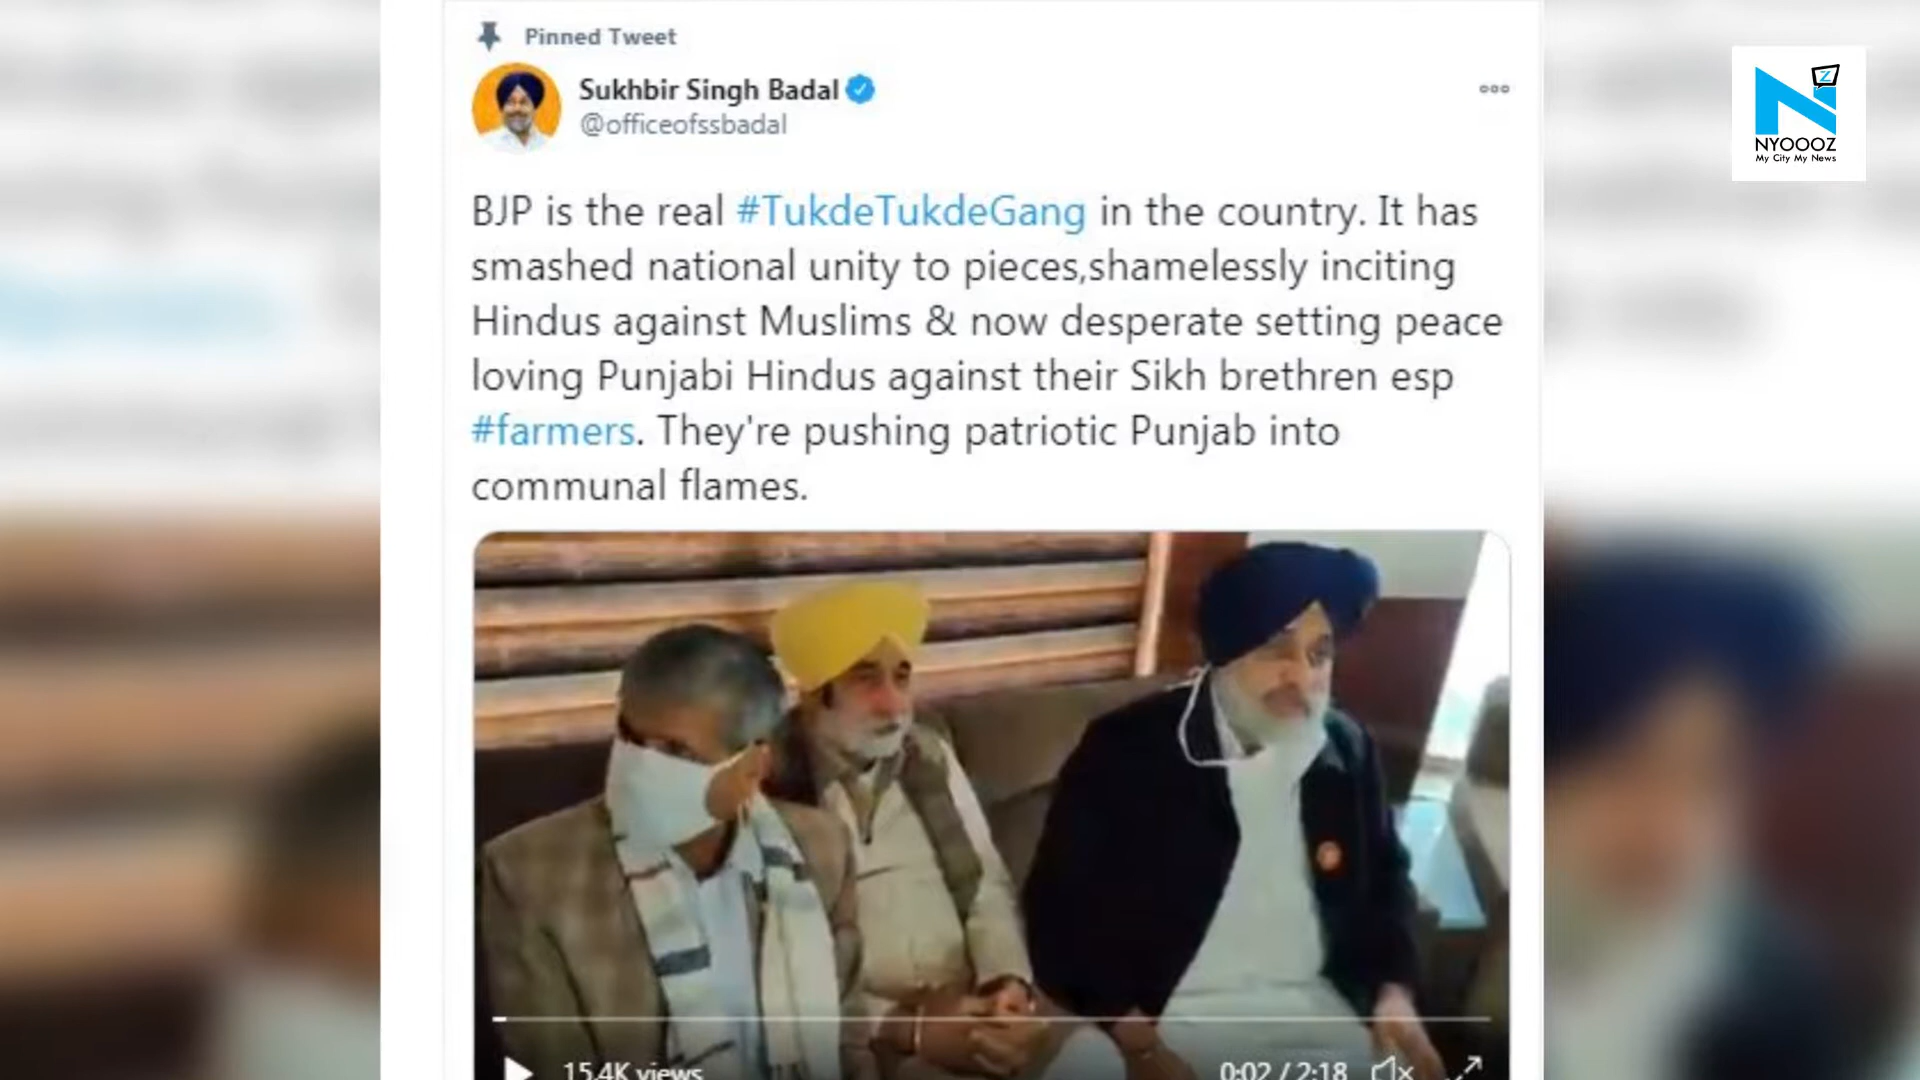 Pinned Tweet
Sukhbir Singh Badal
@officeofssbadal
BJP is the real #TukdeTukdeGang in the country. It has
smashed national unity to pieces,shamelessly inciting
Hindus against Muslims & now desperate setting peace
loving Punjabi Hindus against their Sikh brethren esp
#farmers. They're pushing patriotic Punjab into
communal flames.
15.4K views
0:02 / 2:18
N
Z
NYOOOZ
My City My News